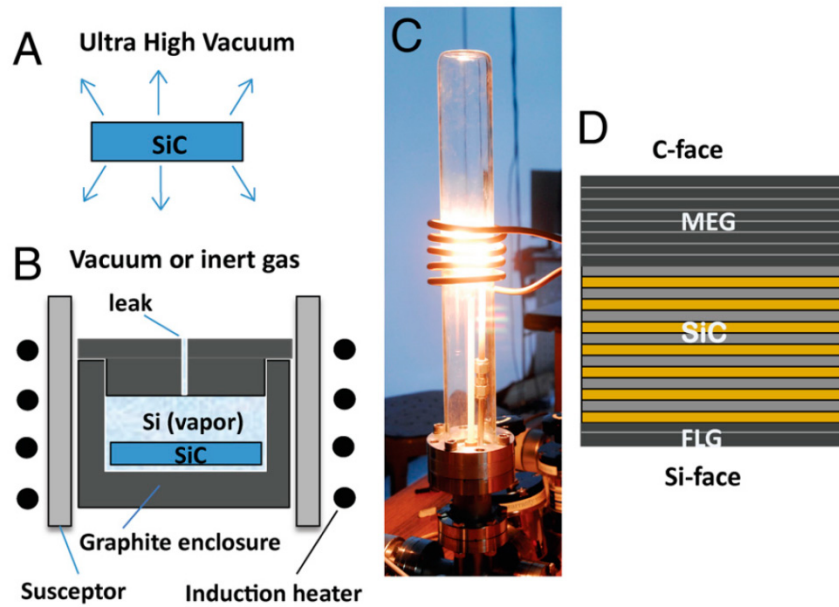 A
Ultra High Vacuum
SiC
B
Vacuum or inert gas
leak
Si (vapor)
SiC
Graphite enclosure
Susceptor
Induction heater
C
D
C-face
MEG
SiC
FLG
Si-face